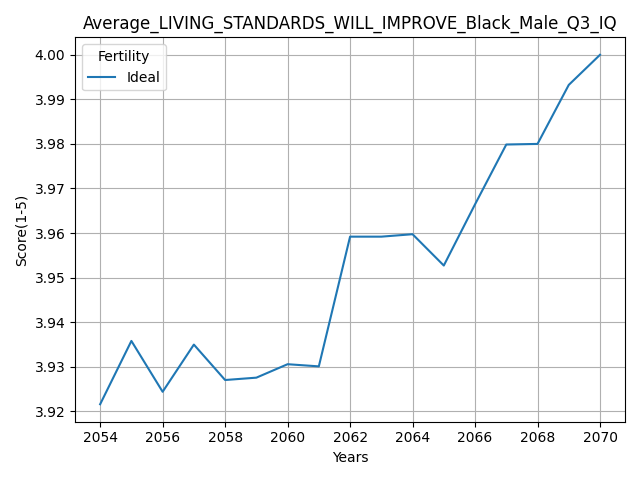 Average_LIVING_STANDARDS_WILL_IMPROVE_Black_Male_Q3_IQ
Fertility
Ideal
4.00
3.99
3.98
3.97
3.96
3.95
3.94
3.93
3.92
Score(1-5)
2054 2056 2058 2060 2062 2064 2066 2068 2070
Years